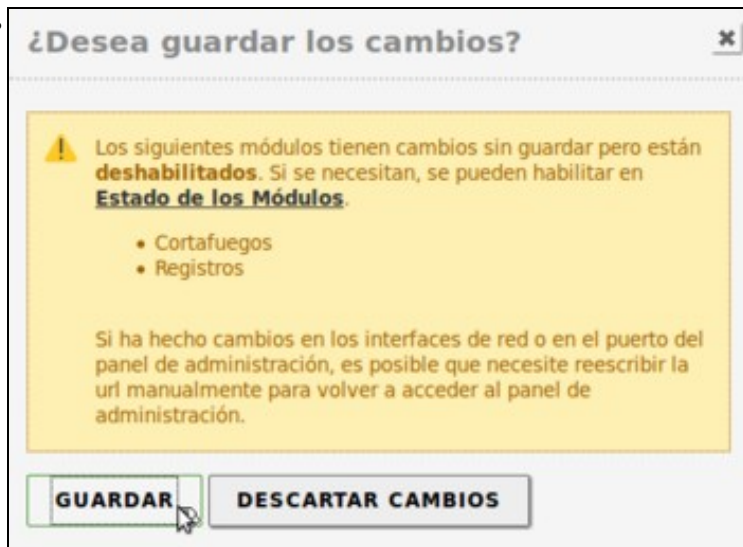 ¿Desea guardar los cambios?
Los siguientes módulos tienen cambios sin guardar pero están
deshabilitados. Si se necesitan, se pueden habilitar en
Estado de los Módulos.
• Cortafuegos
• Registros
Si ha hecho cambios en los interfaces de red o en el puerto del
panel de administración, es posible que necesite reescribir la
url manualmente para volver a acceder al panel de
administración.
GUARDAR DESCARTAR CAMBIOS